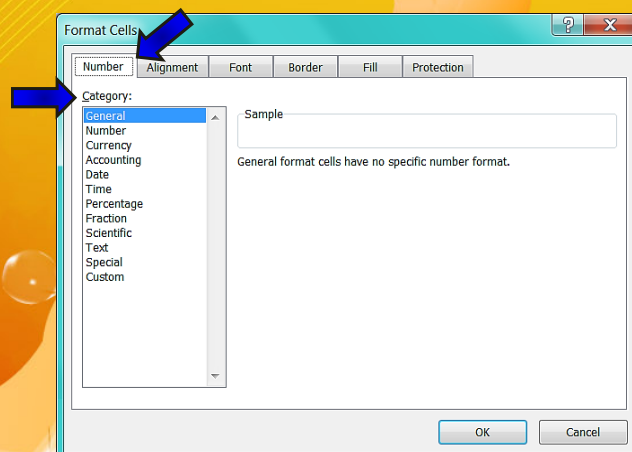 Format Cells
?
X
Number Alignment Font Border Fill Protection
Category:
General
Number
Currency
Accounting
Date
Time
Percentage
Fraction
Scientific
Text
Special
Custom
Sample
General format cells have no specific number format.
OK Cancel